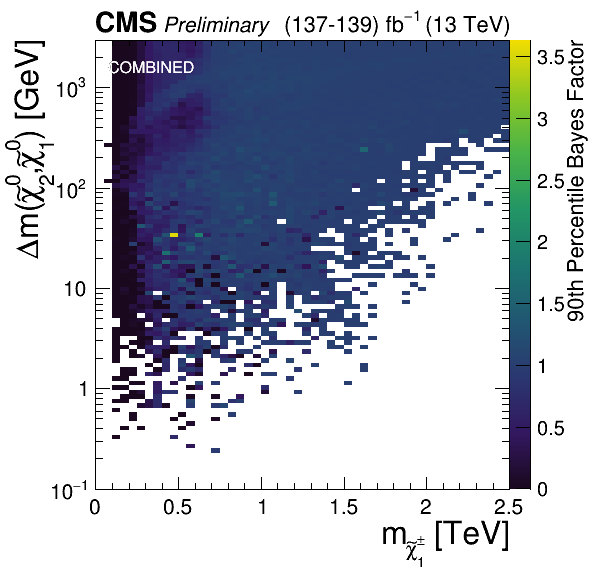 CMS Preliminary (137-139) fb⁻¹ (13 TeV)
COMBINED
Δm(χ̃⁰₂,χ̃⁰₁) [GeV]
10³
10²
10
1
10⁻¹
0 0.5 1 1.5 2 2.5
m_χ̃₁^± [TeV]
3.5
3
2.5
2
1.5
1
0.5
0
90th Percentile Bayes Factor